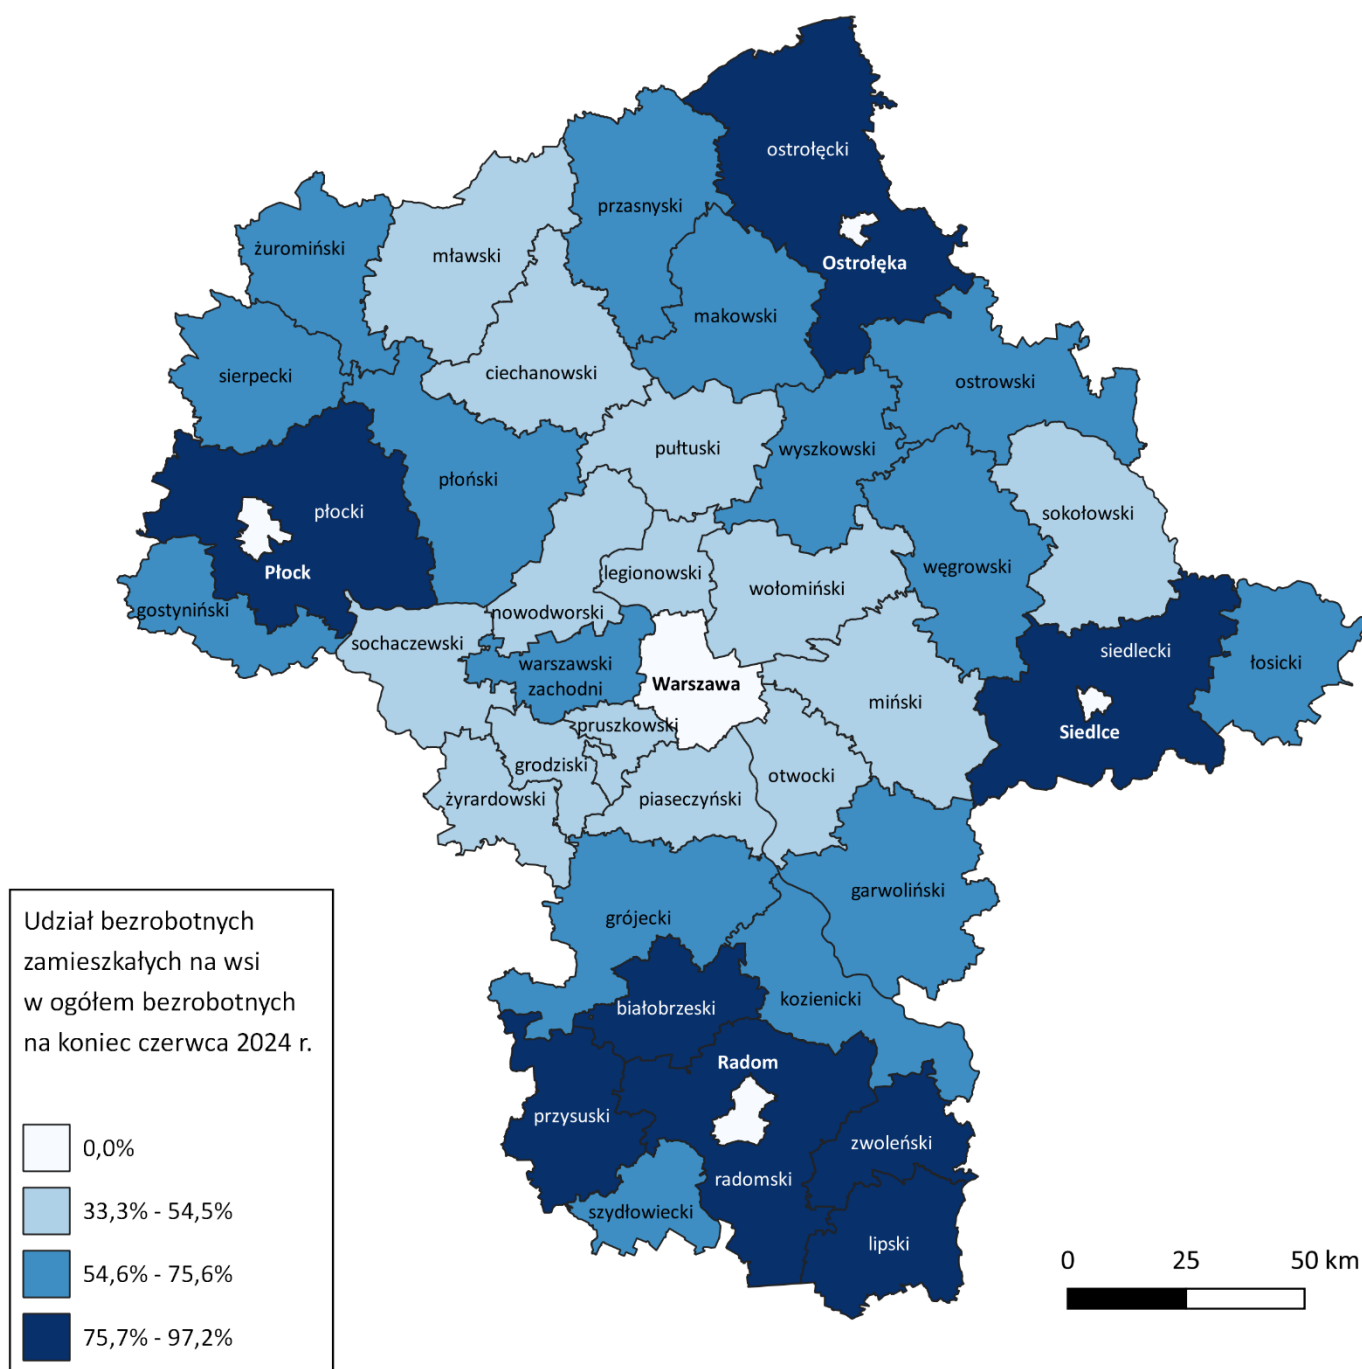 ostrołęcki
przasnyski
Ostrołęka
żuromiński
mławski
makowski
ciechanowski
sierpecki
ostrowski
pułtuski
wyszkowski
płoński
płocki
sokołowski
Płock
legionowski
węgrowski
wołomiński
gostyniński
nowodworski
sochaczewski
siedlecki
warszawski
zachodni
łosicki
Warszawa
miński
pruszkowski
Siedlce
grodziski
otwocki
żyrardowski
piaseczyński
garwoliński
grójecki
kozienicki
białobrzeski
Radom
przysuski
zwoleński
radomski
szydłowiecki
lipski
Udział bezrobotnych
zamieszkałych na wsi
w ogółem bezrobotnych
na koniec czerwca 2024 r.
0,0%
33,3% - 54,5%
54,6% - 75,6%
75,7% - 97,2%
0 25 50 km